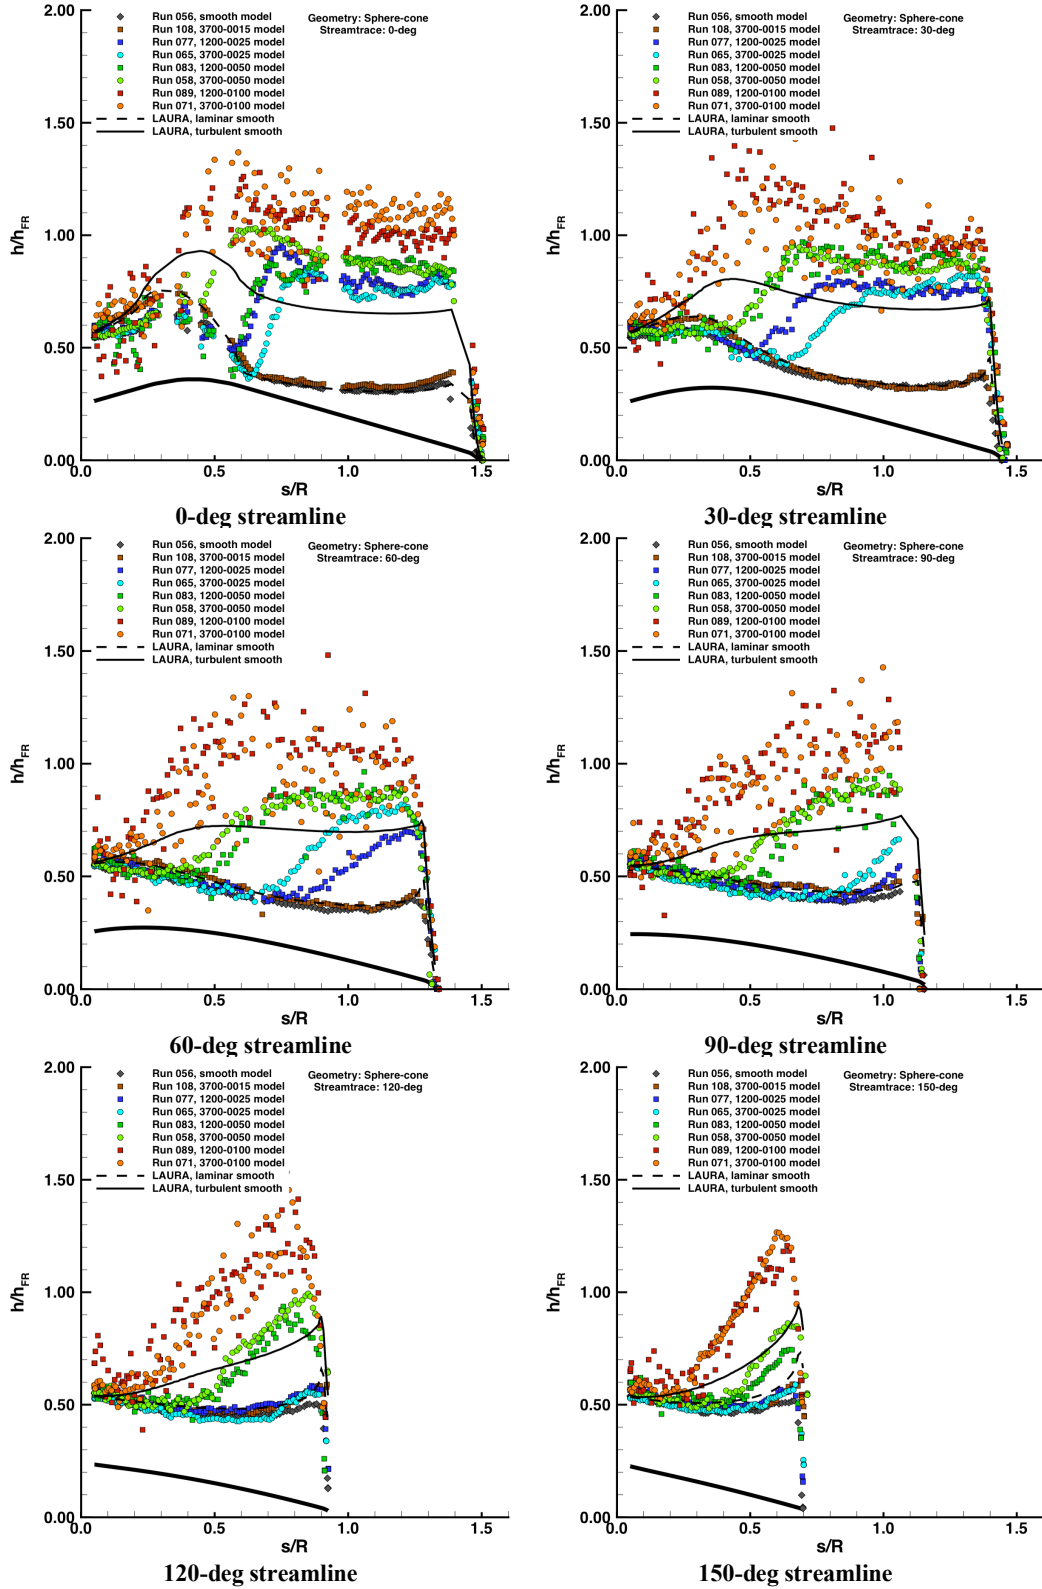 2.00
1.50
1.00
0.50
0.00
h/hFR
0.0 0.5 1.0 1.5
s/R
Run 056, smooth model
Run 108, 3700-0015 model
Run 077, 1200-0025 model
Run 065, 3700-0025 model
Run 083, 1200-0050 model
Run 058, 3700-0050 model
Run 089, 1200-0100 model
Run 071, 3700-0100 model
LAURA, laminar smooth
LAURA, turbulent smooth
Geometry: Sphere-cone
Streamtrace: 0-deg
0-deg streamline
2.00
1.50
1.00
0.50
0.00
h/hFR
0.0 0.5 1.0 1.5
s/R
Run 056, smooth model
Run 108, 3700-0015 model
Run 077, 1200-0025 model
Run 065, 3700-0025 model
Run 083, 1200-0050 model
Run 058, 3700-0050 model
Run 089, 1200-0100 model
Run 071, 3700-0100 model
LAURA, laminar smooth
LAURA, turbulent smooth
Geometry: Sphere-cone
Streamtrace: 30-deg
30-deg streamline
2.00
1.50
1.00
0.50
0.00
h/hFR
0.0 0.5 1.0 1.5
s/R
Run 056, smooth model
Run 108, 3700-0015 model
Run 077, 1200-0025 model
Run 065, 3700-0025 model
Run 083, 1200-0050 model
Run 058, 3700-0050 model
Run 089, 1200-0100 model
Run 071, 3700-0100 model
LAURA, laminar smooth
LAURA, turbulent smooth
Geometry: Sphere-cone
Streamtrace: 60-deg
60-deg streamline
2.00
1.50
1.00
0.50
0.00
h/hFR
0.0 0.5 1.0 1.5
s/R
Run 056, smooth model
Run 108, 3700-0015 model
Run 077, 1200-0025 model
Run 065, 3700-0025 model
Run 083, 1200-0050 model
Run 058, 3700-0050 model
Run 089, 1200-0100 model
Run 071, 3700-0100 model
LAURA, laminar smooth
LAURA, turbulent smooth
Geometry: Sphere-cone
Streamtrace: 90-deg
90-deg streamline
2.00
1.50
1.00
0.50
0.00
h/hFR
0.0 0.5 1.0 1.5
s/R
Run 056, smooth model
Run 108, 3700-0015 model
Run 077, 1200-0025 model
Run 065, 3700-0025 model
Run 083, 1200-0050 model
Run 058, 3700-0050 model
Run 089, 1200-0100 model
Run 071, 3700-0100 model
LAURA, laminar smooth
LAURA, turbulent smooth
Geometry: Sphere-cone
Streamtrace: 120-deg
120-deg streamline
2.00
1.50
1.00
0.50
0.00
h/hFR
0.0 0.5 1.0 1.5
s/R
Run 056, smooth model
Run 108, 3700-0015 model
Run 077, 1200-0025 model
Run 065, 3700-0025 model
Run 083, 1200-0050 model
Run 058, 3700-0050 model
Run 089, 1200-0100 model
Run 071, 3700-0100 model
LAURA, laminar smooth
LAURA, turbulent smooth
Geometry: Sphere-cone
Streamtrace: 150-deg
150-deg streamline